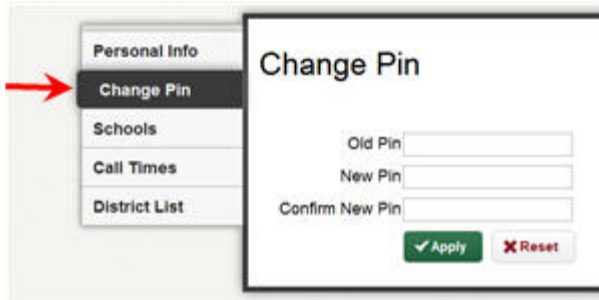 Personal Info
Change Pin
Schools
Call Times
District List
Change Pin
Old Pin
New Pin
Confirm New Pin
Apply Reset